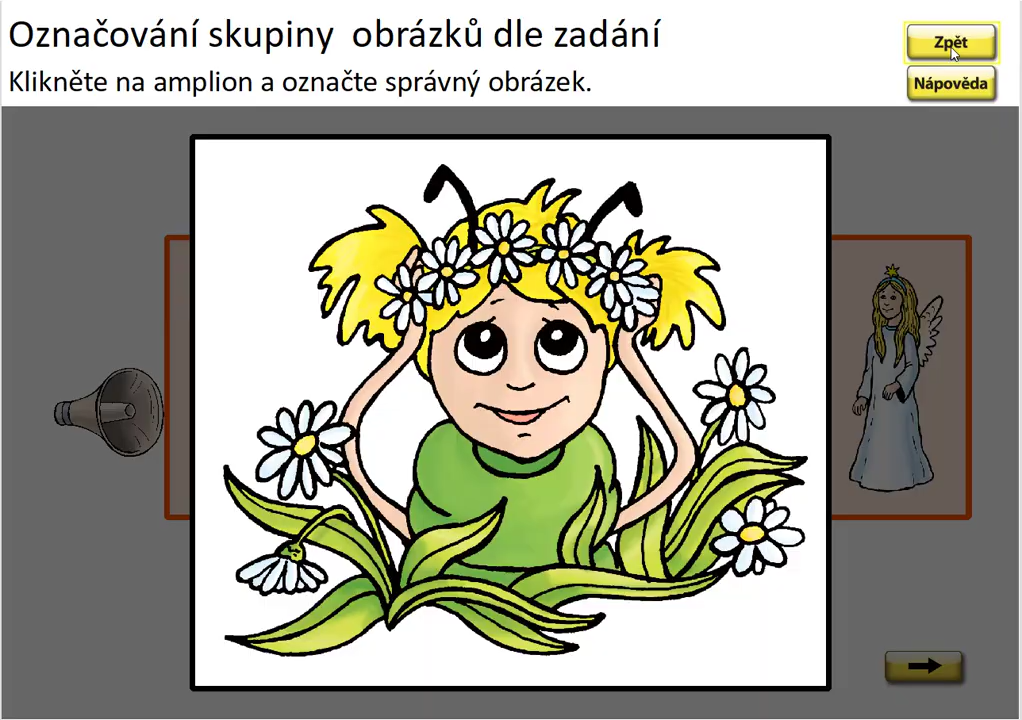 Označování skupiny  obrázků dle zadání
Klikněte na amplion a označte správný obrázek.
Zpět
Nápověda